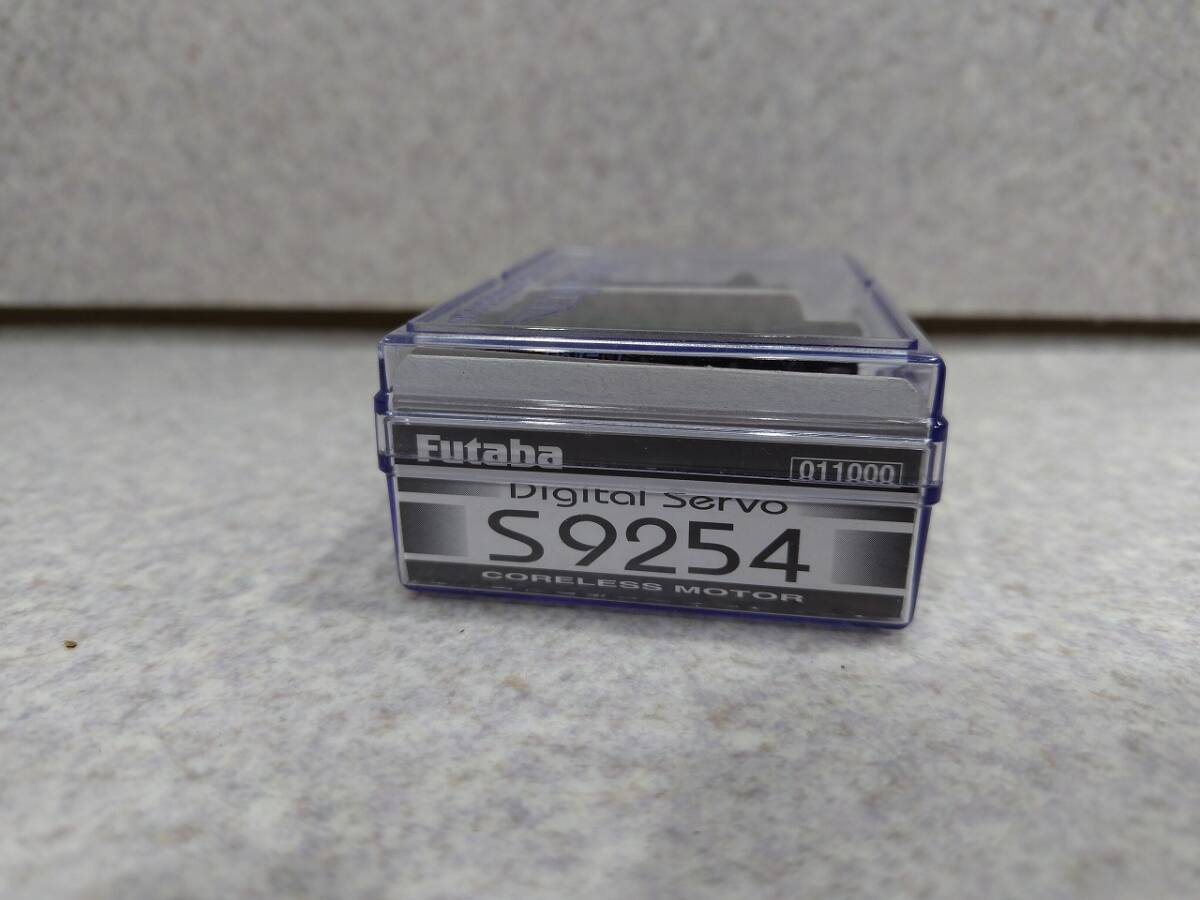 Futaba
011000
Digital Servo
S9254
CORELESS MOTOR